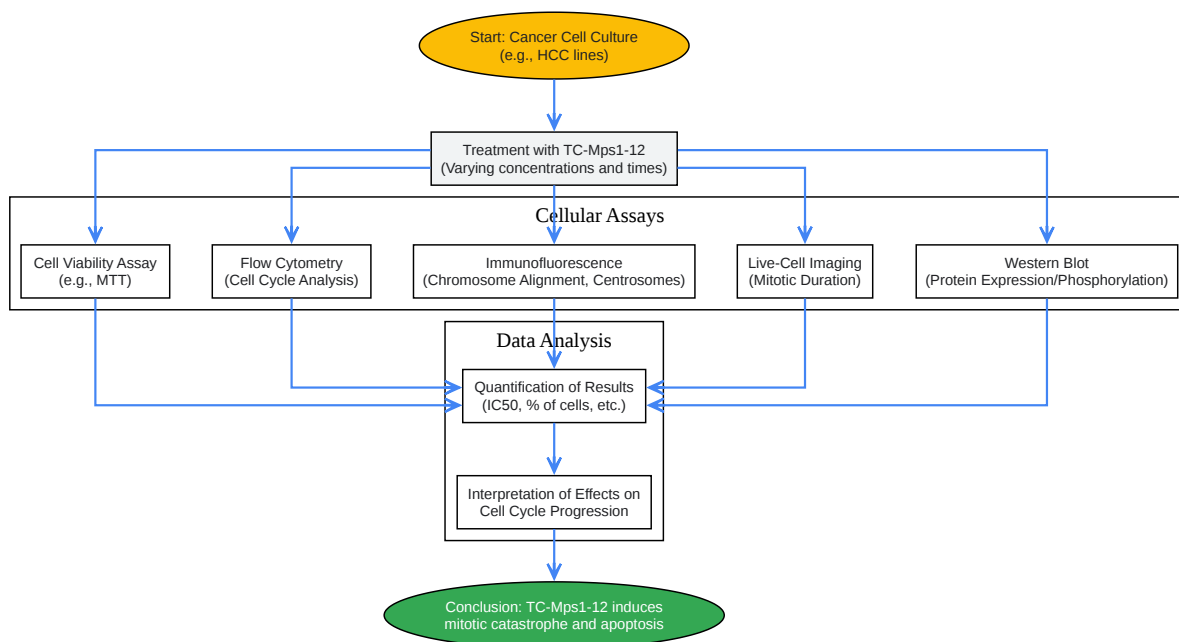 Start: Cancer Cell Culture
(e.g., HCC lines)
Treatment with TC-Mps1-12
(Varying concentrations and times)
Cellular Assays
Cell Viability Assay
(e.g., MTT)
Flow Cytometry
(Cell Cycle Analysis)
Immunofluorescence
(Chromosome Alignment, Centrosomes)
Live-Cell Imaging
(Mitotic Duration)
Western Blot
(Protein Expression/Phosphorylation)
Data Analysis
Quantification of Results
(IC50, % of cells, etc.)
Interpretation of Effects on
Cell Cycle Progression
Conclusion: TC-Mps1-12 induces
mitotic catastrophe and apoptosis